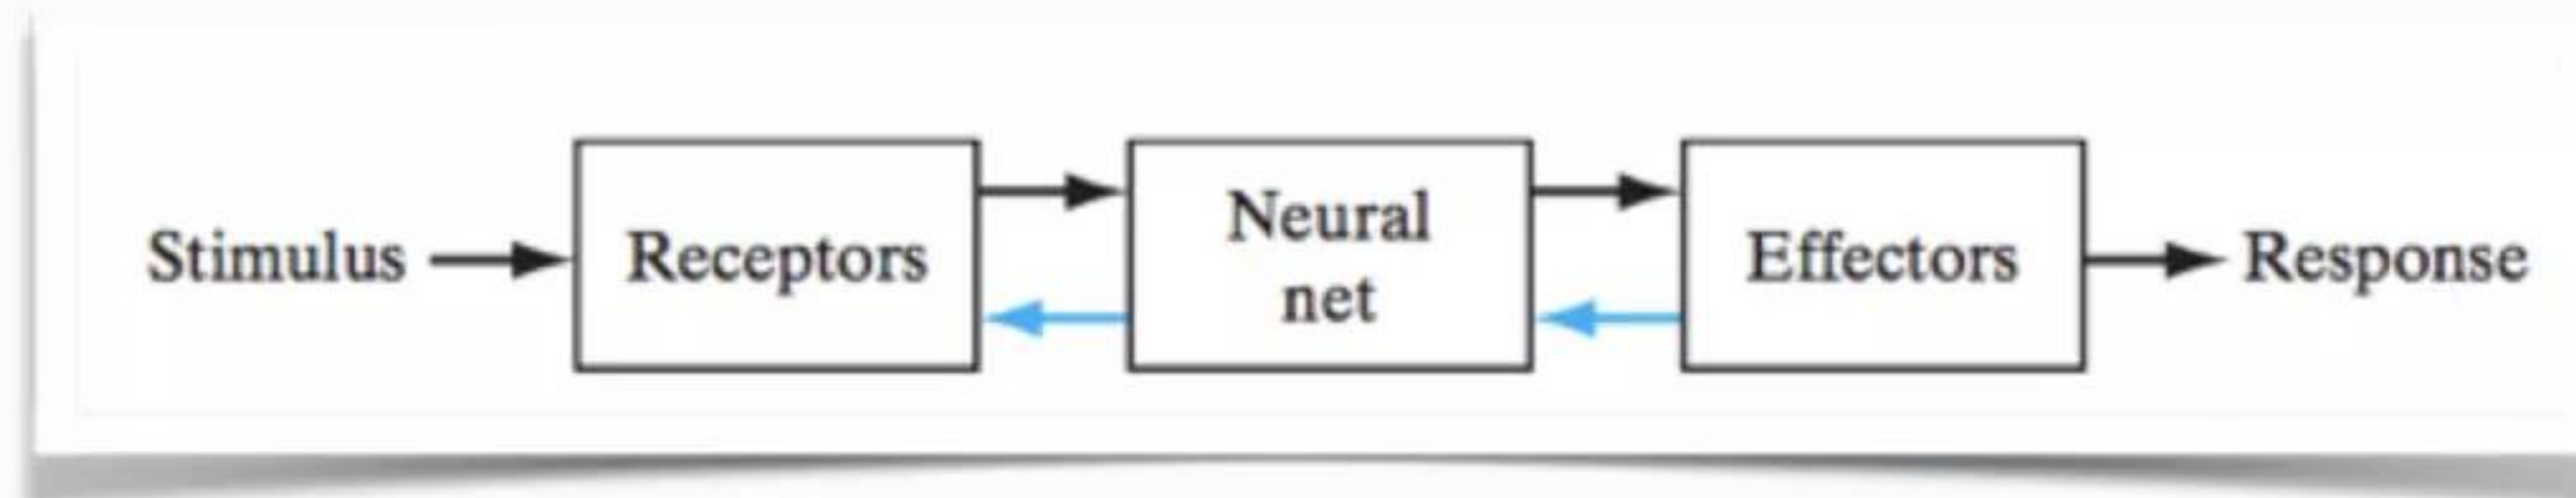 Stimulus
Receptors
Neural
net
Effectors
Response